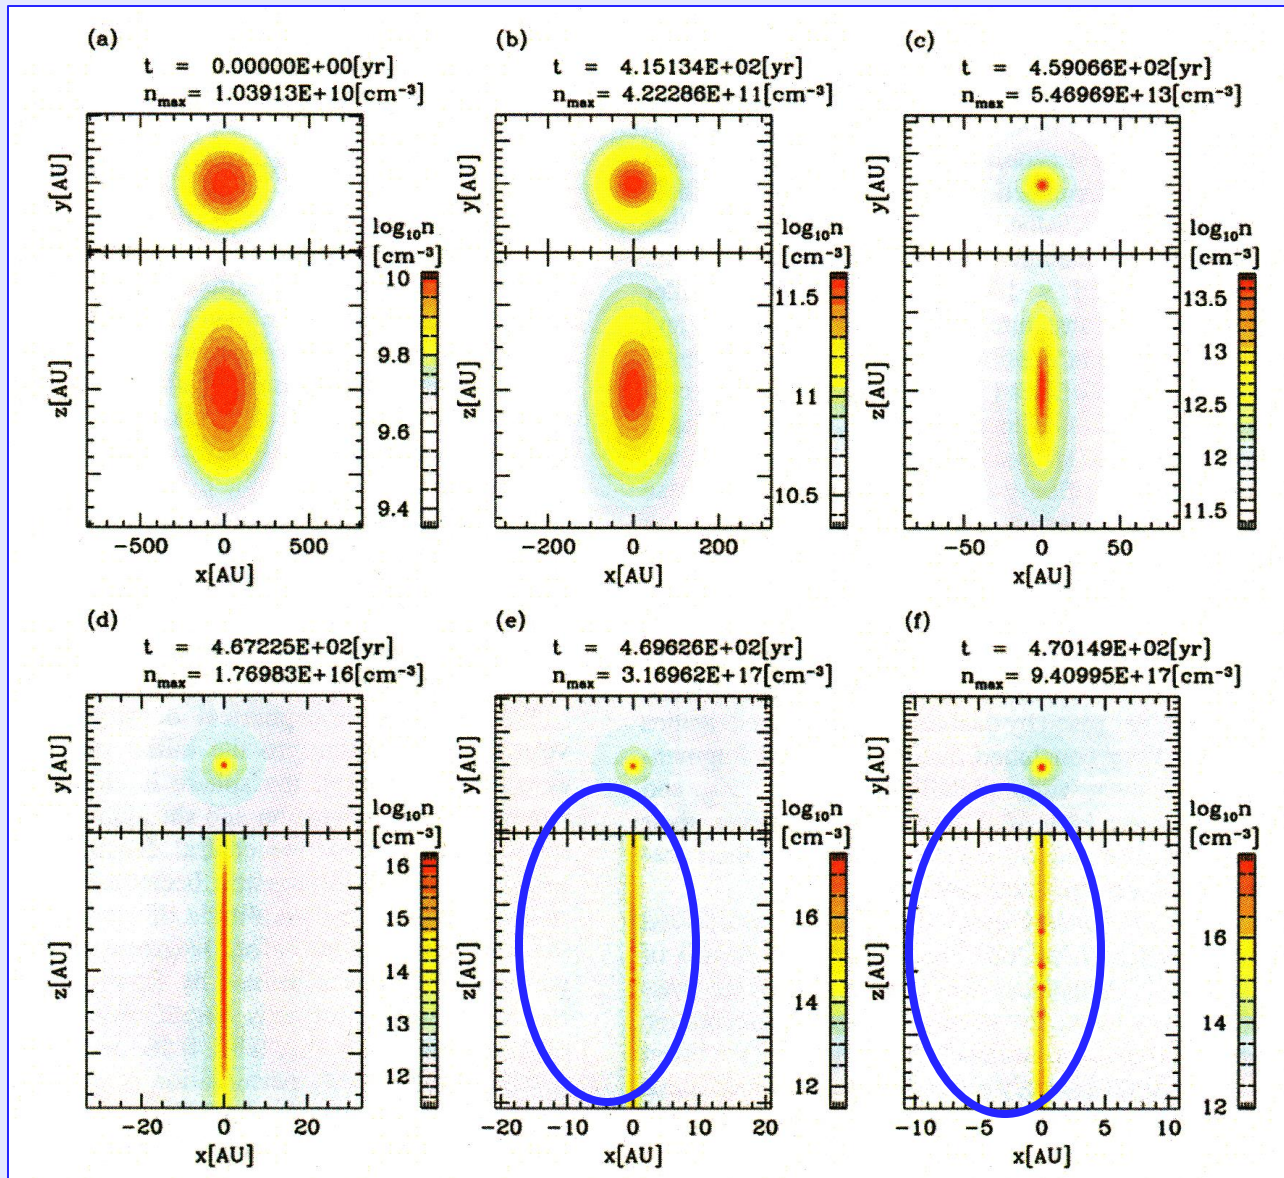 (a)
t = 0.00000E+00[yr]
n_max= 1.03913E+10[cm⁻³]
y[AU]
z[AU]
log₁₀n
[cm⁻³]
10
9.8
9.6
9.4
-500 0 500
x[AU]
(b)
t = 4.15134E+02[yr]
n_max= 4.22286E+11[cm⁻³]
y[AU]
z[AU]
log₁₀n
[cm⁻³]
11.5
11
10.5
-200 0 200
x[AU]
(c)
t = 4.59066E+02[yr]
n_max= 5.46969E+13[cm⁻³]
y[AU]
z[AU]
log₁₀n
[cm⁻³]
13.5
13
12.5
12
11.5
-50 0 50
x[AU]
(d)
t = 4.67225E+02[yr]
n_max= 1.76983E+16[cm⁻³]
y[AU]
z[AU]
log₁₀n
[cm⁻³]
16
15
14
13
12
-20 0 20
x[AU]
(e)
t = 4.69626E+02[yr]
n_max= 3.16962E+17[cm⁻³]
y[AU]
z[AU]
log₁₀n
[cm⁻³]
16
14
12
-20 -10 0 10 20
x[AU]
(f)
t = 4.70149E+02[yr]
n_max= 9.40995E+17[cm⁻³]
y[AU]
z[AU]
log₁₀n
[cm⁻³]
16
14
12
-10 -5 0 5 10
x[AU]